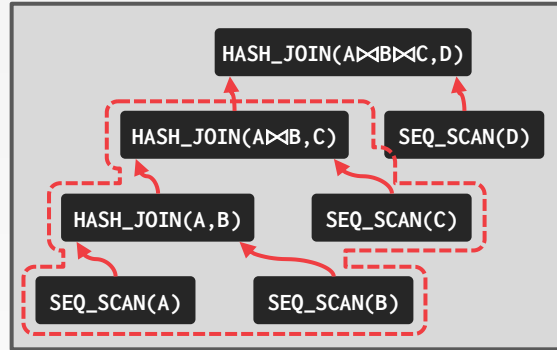 HASH_JOIN(A⨝B⨝C,D)
HASH_JOIN(A⨝B,C)
SEQ_SCAN(D)
HASH_JOIN(A,B)
SEQ_SCAN(C)
SEQ_SCAN(A)
SEQ_SCAN(B)